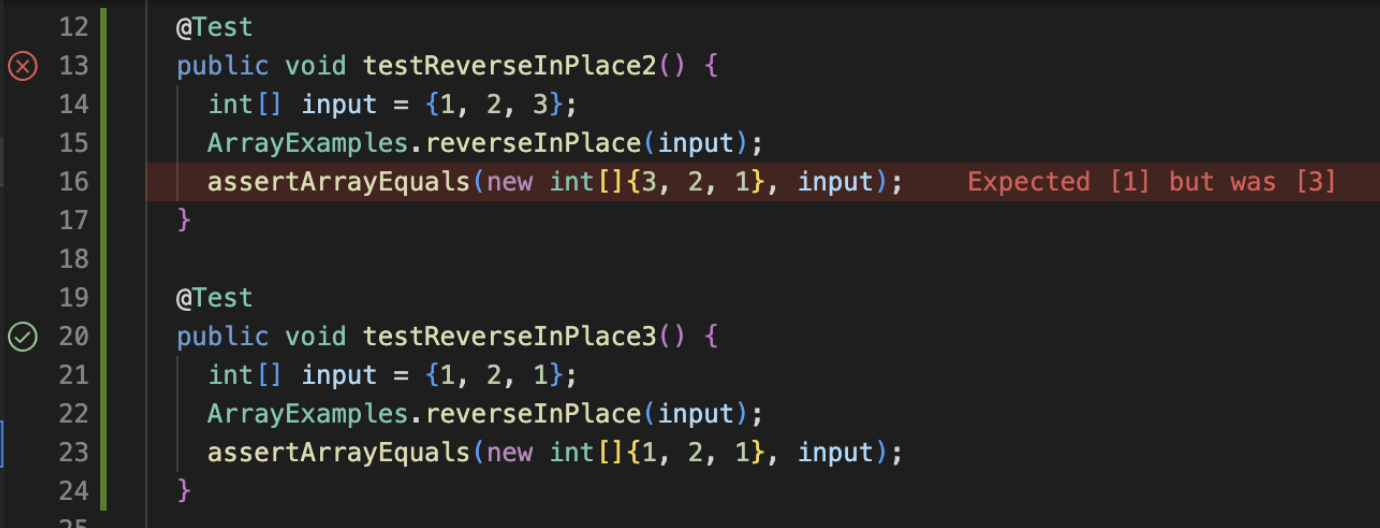 12 @Test
13 public void testReverseInPlace2() {
14 int[] input = {1, 2, 3};
15 ArrayExamples.reverseInPlace(input);
16 assertArrayEquals(new int[]{3, 2, 1}, input); Expected [1] but was [3]
17 }
18
19 @Test
20 public void testReverseInPlace3() {
21 int[] input = {1, 2, 1};
22 ArrayExamples.reverseInPlace(input);
23 assertArrayEquals(new int[]{1, 2, 1}, input);
24 }
25